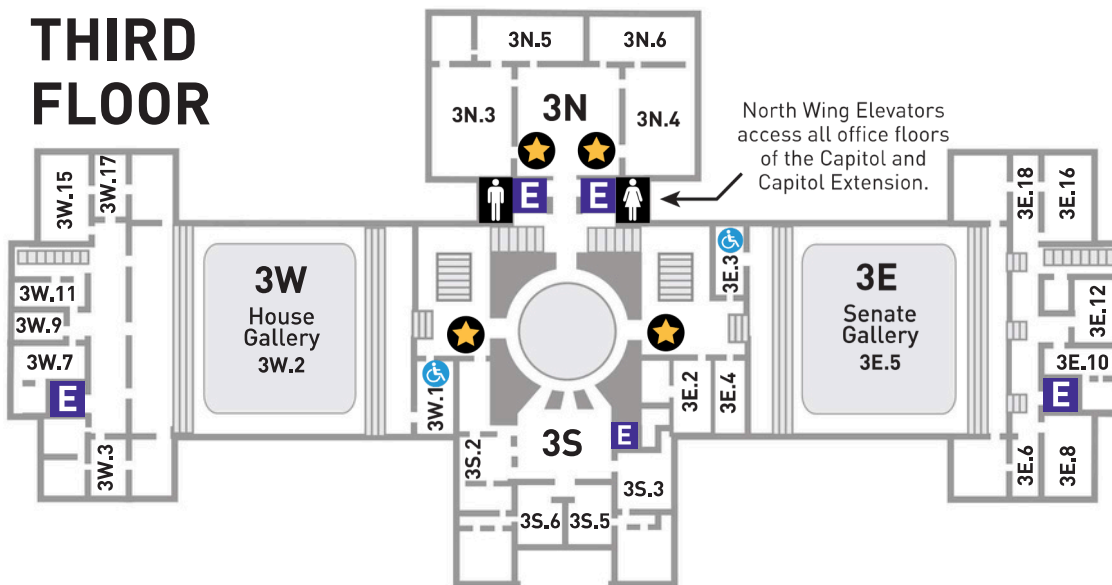 THIRD
FLOOR
3N.5
3N.6
3N.3
3N
3N.4
North Wing Elevators
access all office floors
of the Capitol and
Capitol Extension.
E
E
3W.15
3W.17
3E.18
3E.16
3W.11
3W.9
3W.7
E
3W.3
3W
House
Gallery
3W.2
3W.1
3E.3
3E
Senate
Gallery
3E.5
3E.12
3E.10
E
3E.2
3E.4
3E.6
3E.8
3S
E
3S.2
3S.3
3S.6
3S.5